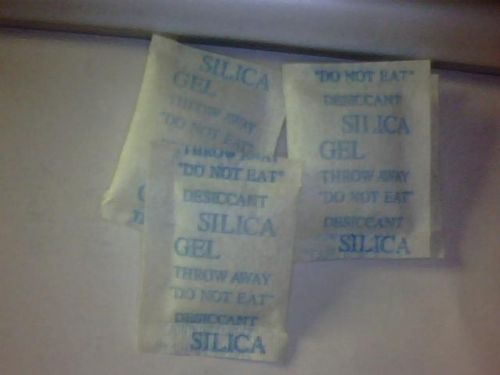 SILICA
GEL
THROW AWAY
"DO NOT EAT"
"DO NOT EAT"
DESICCANT
SILICA
GEL
THROW AWAY
"DO NOT EAT"
DESICCANT
SILICA
THROW AWAY
"DO NOT EAT"
DESICCANT
SILICA
GEL
THROW AWAY
"DO NOT EAT"
DESICCANT
SILICA